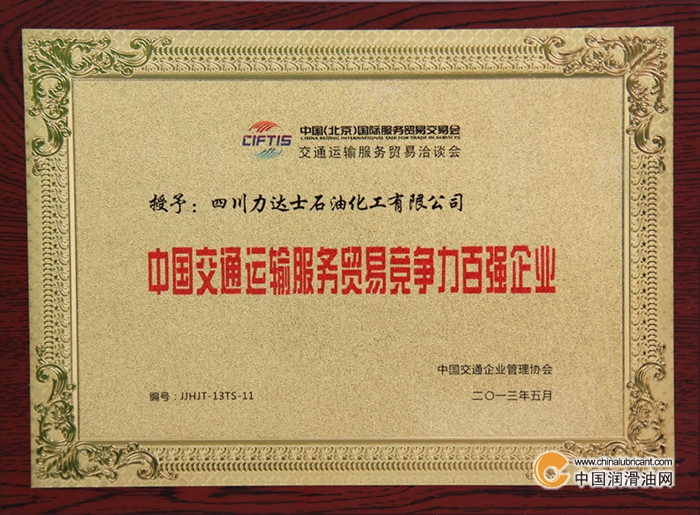 CIFTIS
中国(北京)国际服务贸易交易会
CHINA BEIJING INTERNATIONAL FAIR FOR TRADE IN SERVICES
交通运输服务贸易洽谈会
授予：四川力达士石油化工有限公司
中国交通运输服务贸易竞争力百强企业
中国交通企业管理协会
编号：JJHJT-13TS-11
二〇一三年五月
www.chinalubricant.com
中国润滑油网